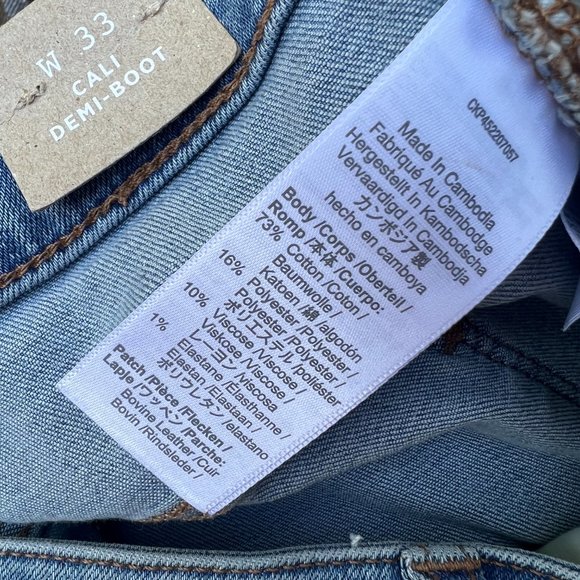 W 33
CALI
DEMI-BOOT
CKP452207057
Made In Cambodia
Fabriqué Au Cambodge
Hergestellt In Kambodscha
Vervaardigd In Cambodia
カンボジア製
hecho en camboya
Body /Corps /Obertell /
Romp /本体 /Cuerpo:
73% Cotton /Coton /
Baumwolle /
Katoen /綿 /algodón
16% Polyester /Polyester /
Polyester /Polyester /
ポリエステル /poliéster
10% Viscose /Viscose /
Viskose /Viscose /
レーヨン /Viscosa
1% Elastane /Élasthanne /
Elastan /Elastaan /
ポリウレタン /elastano
Patch /Pièce /Flecken /
Lapje /ワッペン /Parche:
Bovine Leather /Cuir
Bovin /Rindsleder /